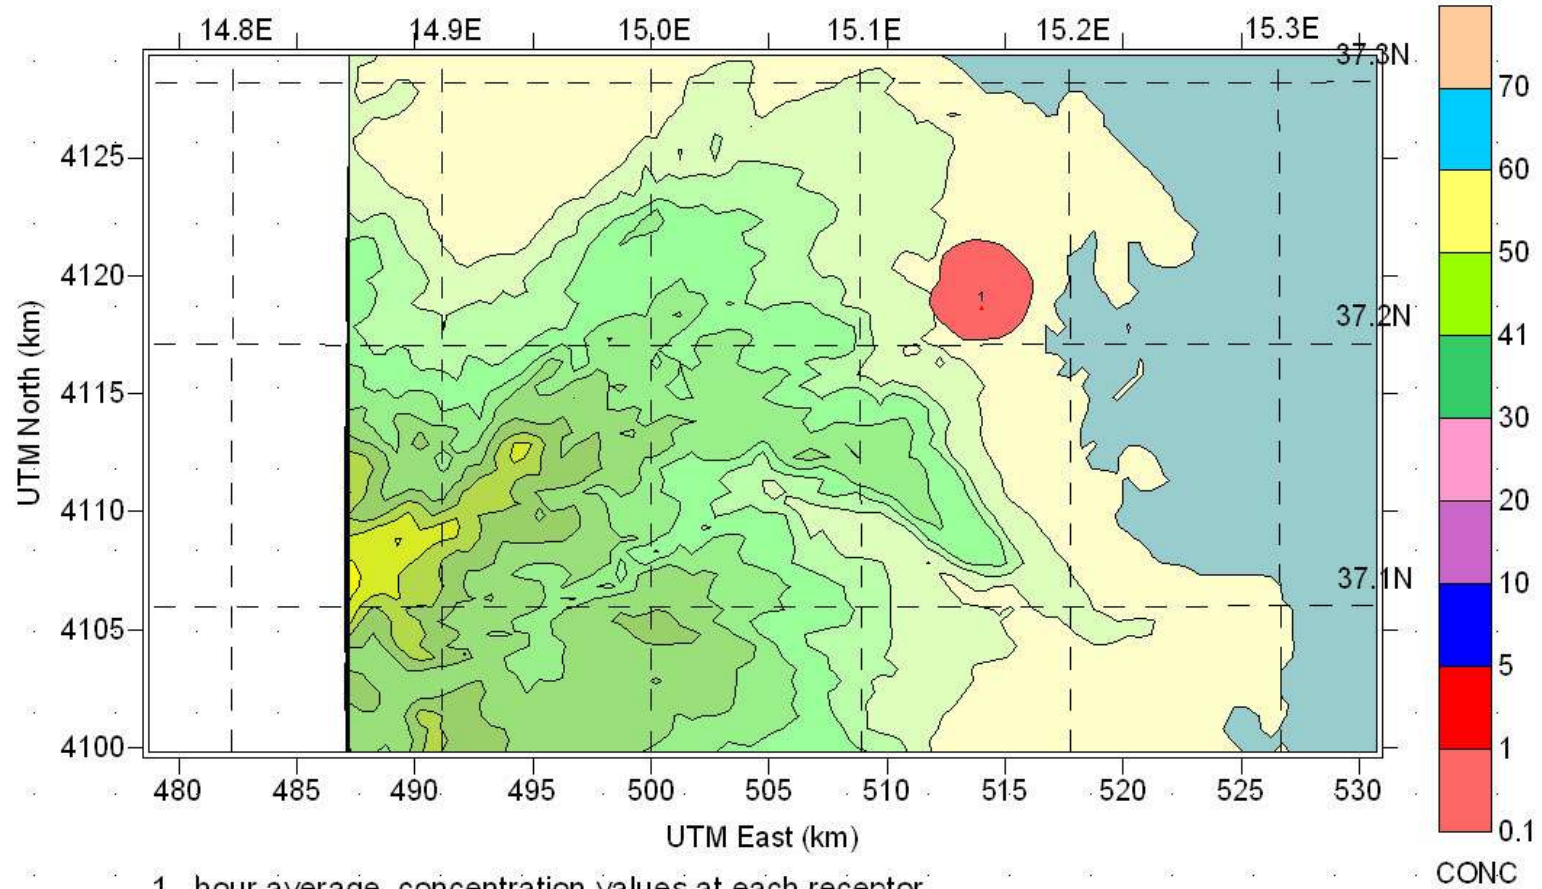 14.8E 14.9E 15.0E 15.1E 15.2E 15.3E
37.3N
70
4125
60
50
4120
37.2N
41
UTM North (km)
4115
30
20
4110
37.1N
10
4105
5
4100
1
480 485 490 495 500 505 510 515 520 525 530
0.1
UTM East (km)
CONC
1 hour average concentration values at each receptor
1